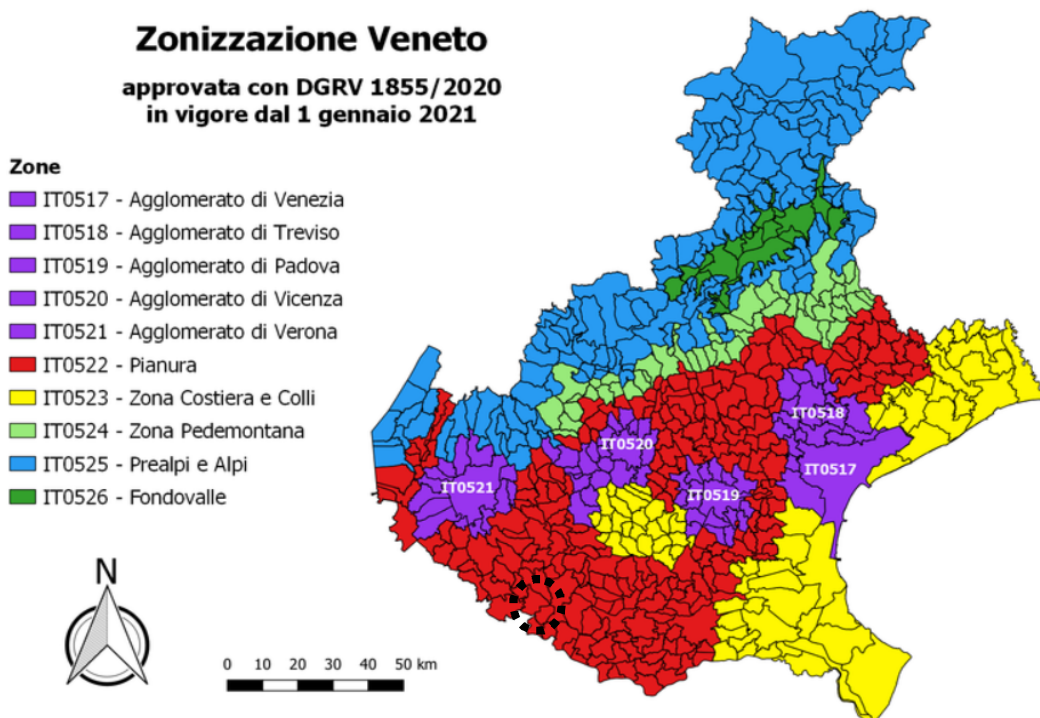 Zonizzazione Veneto
approvata con DGRV 1855/2020
in vigore dal 1 gennaio 2021
Zone
IT0517 - Agglomerato di Venezia
IT0518 - Agglomerato di Treviso
IT0519 - Agglomerato di Padova
IT0520 - Agglomerato di Vicenza
IT0521 - Agglomerato di Verona
IT0522 - Pianura
IT0523 - Zona Costiera e Colli
IT0524 - Zona Pedemontana
IT0525 - Prealpi e Alpi
IT0526 - Fondovalle
IT0518
IT0520
IT0517
IT0521
IT0519
N
0 10 20 30 40 50 km